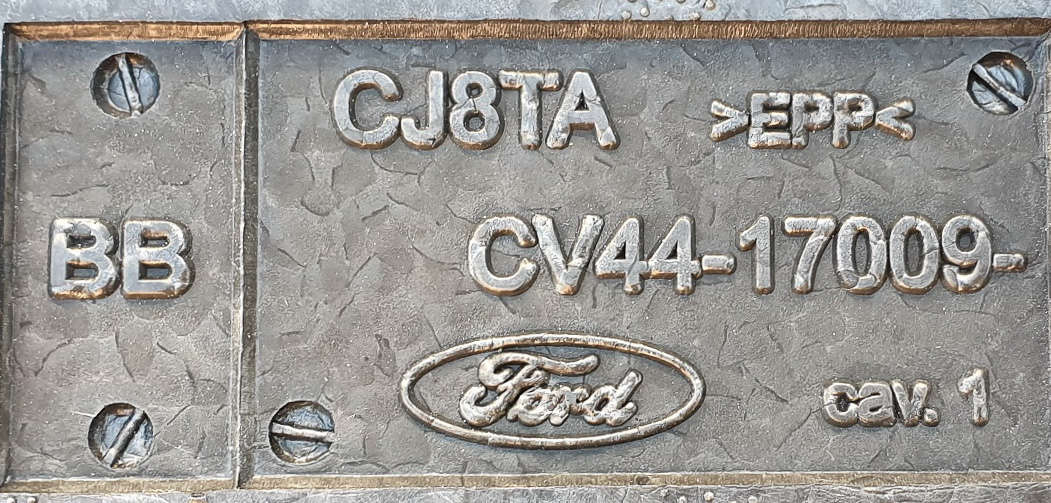 CJ8TA >EPP<
BB CV44-17009-
Ford cav. 1